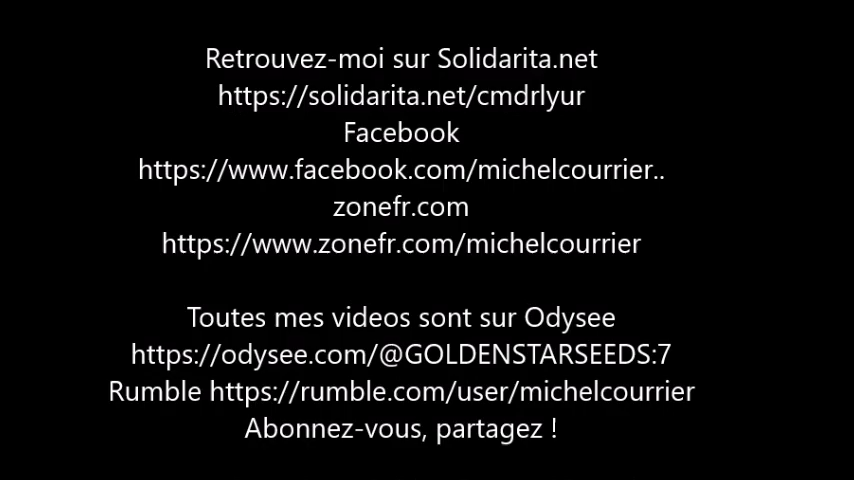 Retrouvez-moi sur Solidarita.net
https://solidarita.net/cmdrlyur
Facebook
https://www.facebook.com/michelcourrier..
zonefr.com
https://www.zonefr.com/michelcourrier
Toutes mes videos sont sur Odysee
https://odysee.com/@GOLDENSTARSEEDS:7
Rumble https://rumble.com/user/michelcourrier
Abonnez-vous, partagez !